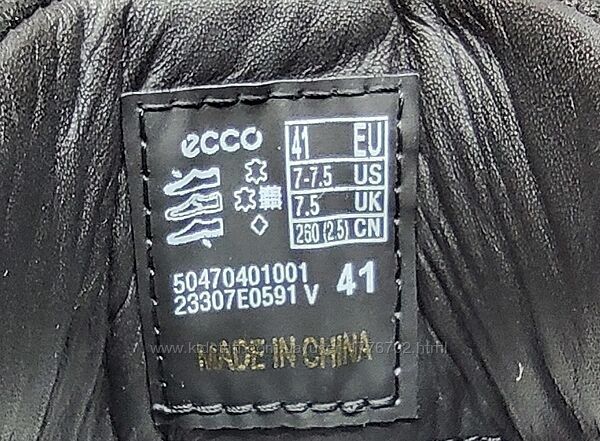 ecco
41 EU
7-7.5 US
7.5 UK
260 (2.5) CN
50470401001
23307E0591 V 41
MADE IN CHINA